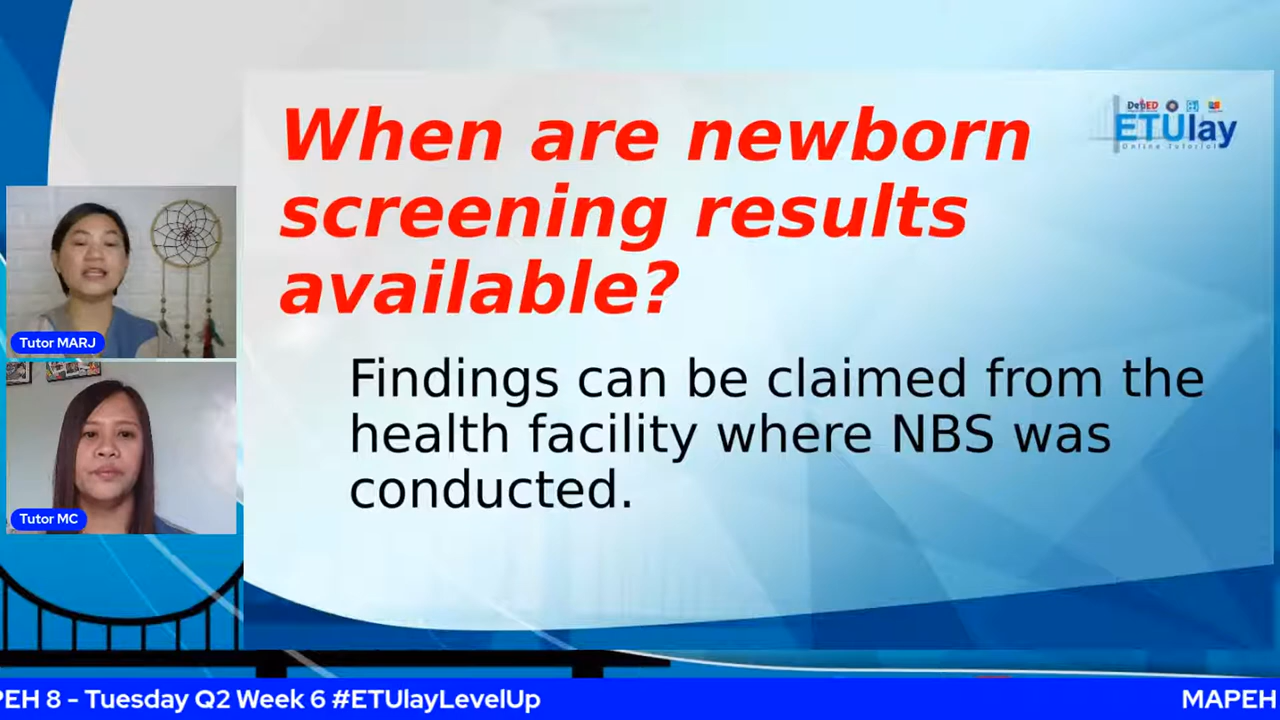 When are newborn
screening results
available?
DepED
ETUlay
Online Tutorial
Findings can be claimed from the
health facility where NBS was
conducted.
Tutor MARJ
Tutor MC
PEH 8 - Tuesday Q2 Week 6 #ETUlayLevelUp
MAPEH